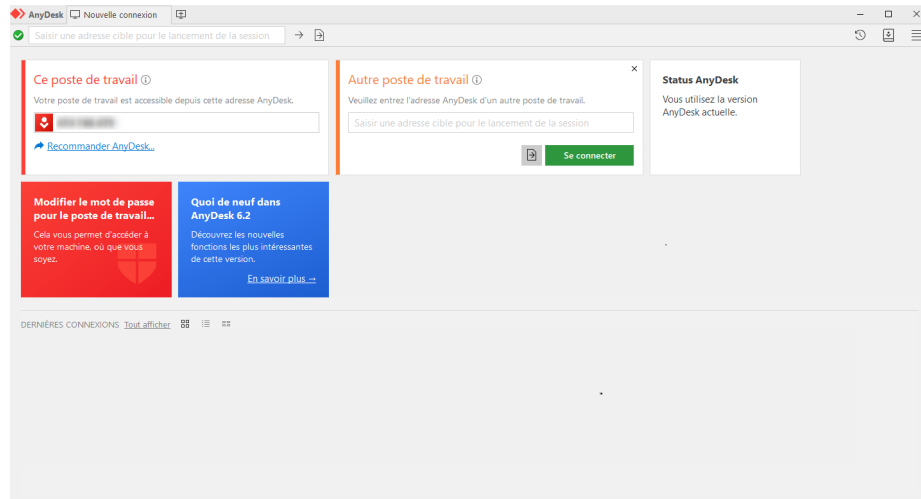 AnyDesk
Nouvelle connexion
Saisir une adresse cible pour le lancement de la session
Ce poste de travail
Votre poste de travail est accessible depuis cette adresse AnyDesk.
Recommander AnyDesk...
Autre poste de travail
Veuillez entrez l'adresse AnyDesk d'un autre poste de travail.
Saisir une adresse cible pour le lancement de la session
Se connecter
Status AnyDesk
Vous utilisez la version
AnyDesk actuelle.
Modifier le mot de passe
pour le poste de travail...
Cela vous permet d'accéder à
votre machine, où que vous
soyez.
Quoi de neuf dans
AnyDesk 6.2
Découvrez les nouvelles
fonctions les plus intéressantes
de cette version.
En savoir plus →
DERNIÈRES CONNEXIONS Tout afficher